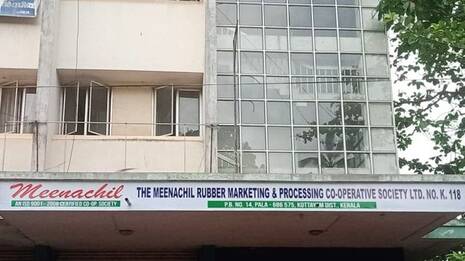 Meenachil
AN ISO 9001 - 2008 CERTIFIED CO-OP. SOCIETY
THE MEENACHIL RUBBER MARKETING & PROCESSING CO-OPERATIVE SOCIETY LTD. NO. K. 118
P.B. NO. 14, PALA - 686 575, KOTTAYAM DIST., KERALA